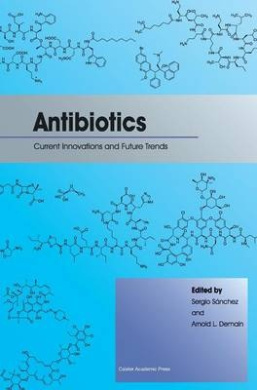 Antibiotics
Current Innovations and Future Trends
Edited by
Sergio Sánchez
and
Arnold L. Demain
Caister Academic Press